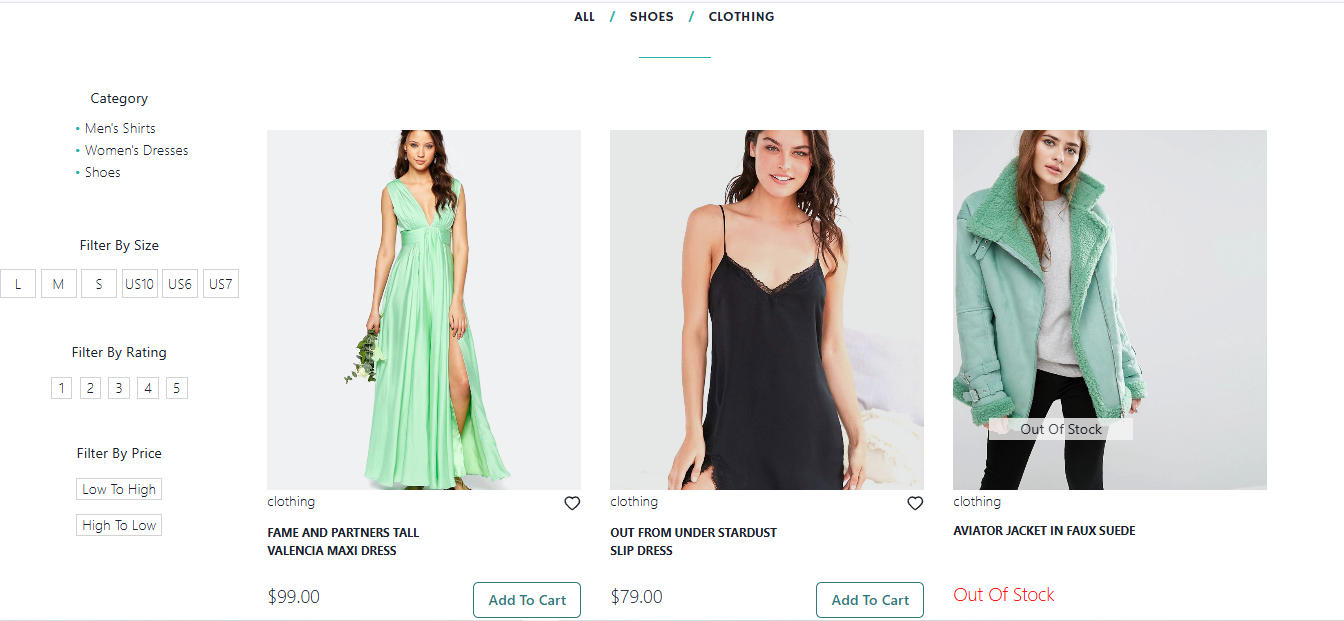 ALL / SHOES / CLOTHING
Category
• Men's Shirts
• Women's Dresses
• Shoes
Filter By Size
L M S US10 US6 US7
Filter By Rating
1 2 3 4 5
Filter By Price
Low To High
High To Low
clothing
FAME AND PARTNERS TALL
VALENCIA MAXI DRESS
$99.00
Add To Cart
clothing
OUT FROM UNDER STARDUST
SLIP DRESS
$79.00
Add To Cart
Out Of Stock
clothing
AVIATOR JACKET IN FAUX SUEDE
Out Of Stock